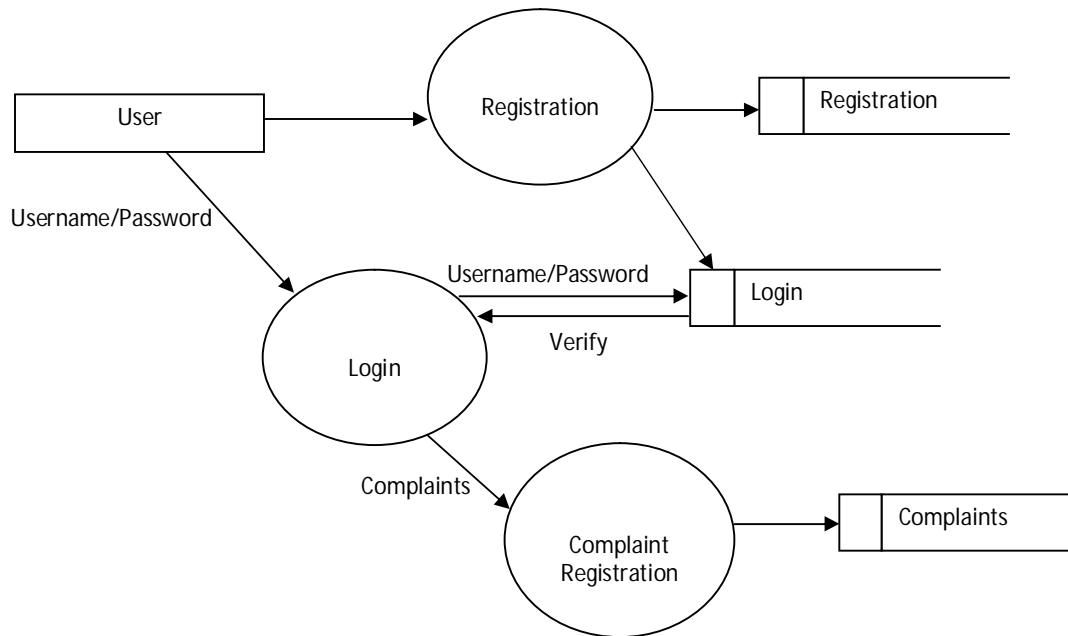 User
Registration
Registration
Username/Password
Username/Password
Login
Verify
Login
Complaints
Complaint
Registration
Complaints